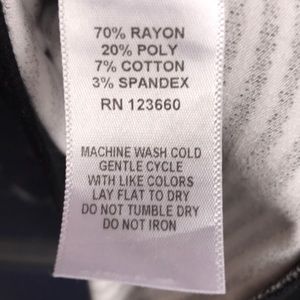 70% RAYON
20% POLY
7% COTTON
3% SPANDEX
RN 123660
MACHINE WASH COLD
GENTLE CYCLE
WITH LIKE COLORS
LAY FLAT TO DRY
DO NOT TUMBLE DRY
DO NOT IRON